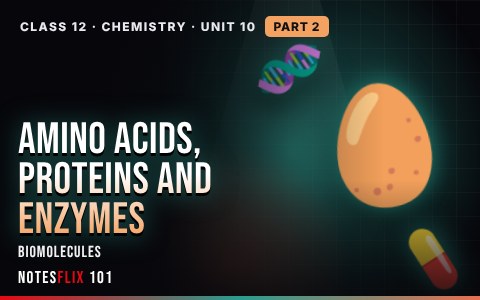 CLASS 12 · CHEMISTRY · UNIT 10 PART 2
AMINO ACIDS,
PROTEINS AND
ENZYMES
BIOMOLECULES
NOTESFLIX 101